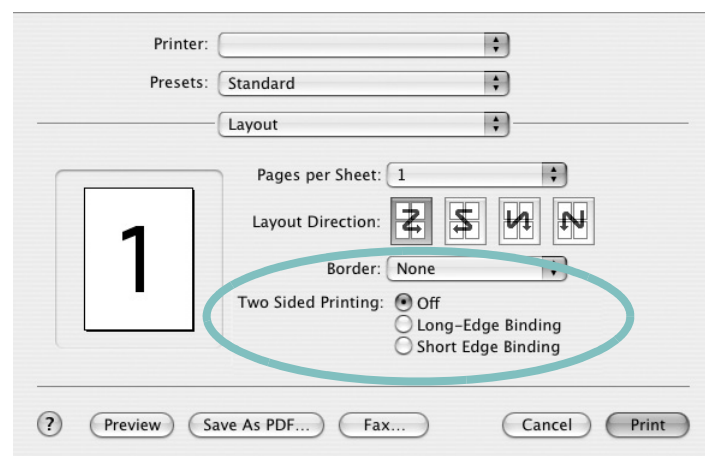 Printer:
Presets: Standard
Layout
Pages per Sheet: 1
Layout Direction:
1
Border: None
Two Sided Printing: Off
Long-Edge Binding
Short Edge Binding
? Preview Save As PDF... Fax... Cancel Print